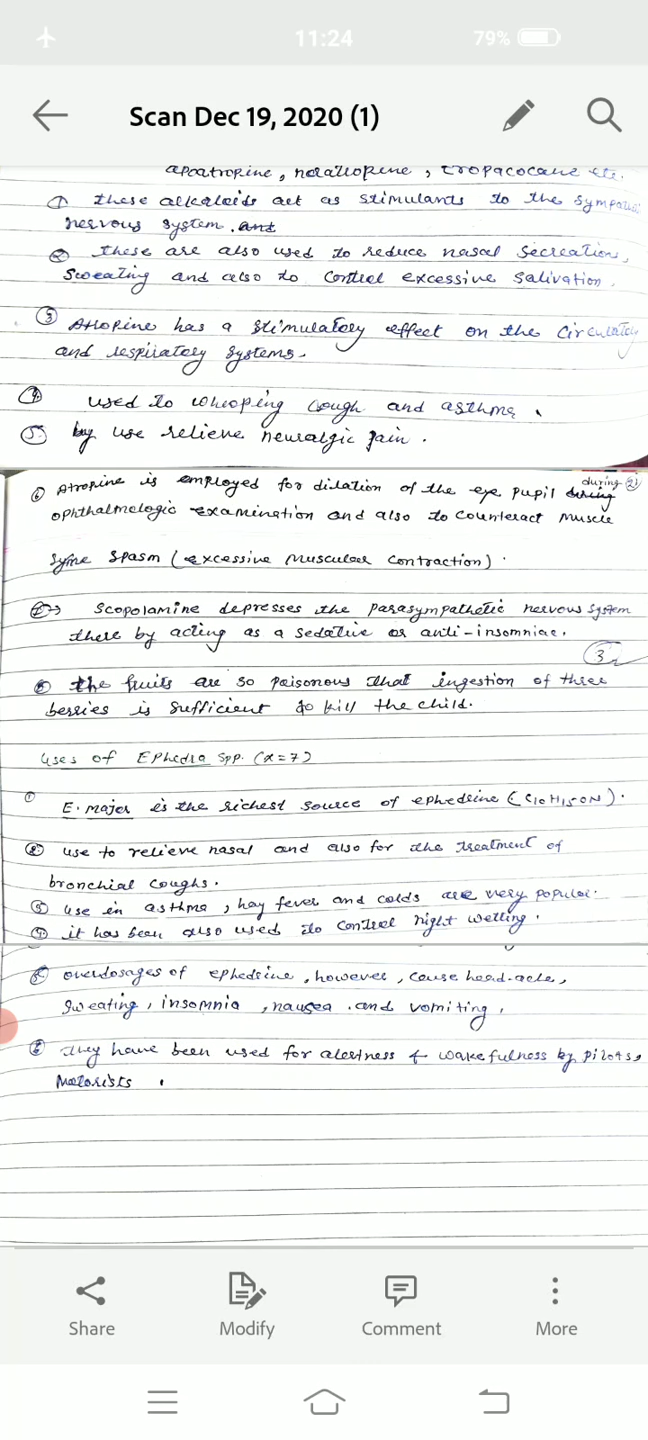 11:24
79%
Scan Dec 19, 2020 (1)
apoatropine, noratropine, tropacocane etc.
① these alkaloids act as stimulants to the sympathetic
nervous system. and
② these are also used to reduce nasal secreations,
Sweating and also to control excessive salivation.
③ Atropine has a stimulatory effect on the circulatory
and respiratory systems.
④ used to whooping cough and asthma.
⑤ by use relieve neuralgic pain.
⑥ Atropine is employed for dilation of the eye pupil during during 2
ophthalmologic examination and also to counteract muscle
spasm (excessive muscular contraction).
⑦→ Scopolamine depresses the parasympathetic nervous system
there by acting as a sedative or anti-insomniac.
3
⑧ the fruits are so poisonous that ingestion of three
berries is sufficient to kill the child.
Uses of Ephedra Spp. (x=7)
① E. major is the richest source of ephedrine (C10H15ON).
② use to relieve nasal and also for the treatment of
bronchial coughs.
③ use in asthma, hay fever and colds are very popular.
④ it has been also used to control night wetting.
⑤ overdosages of ephedrine, however, cause head-ache,
Sweating, insomnia, nausea. and vomiting,
⑥ they have been used for alertness & wakefulness by pilots,
Motorists.
Share Modify Comment More